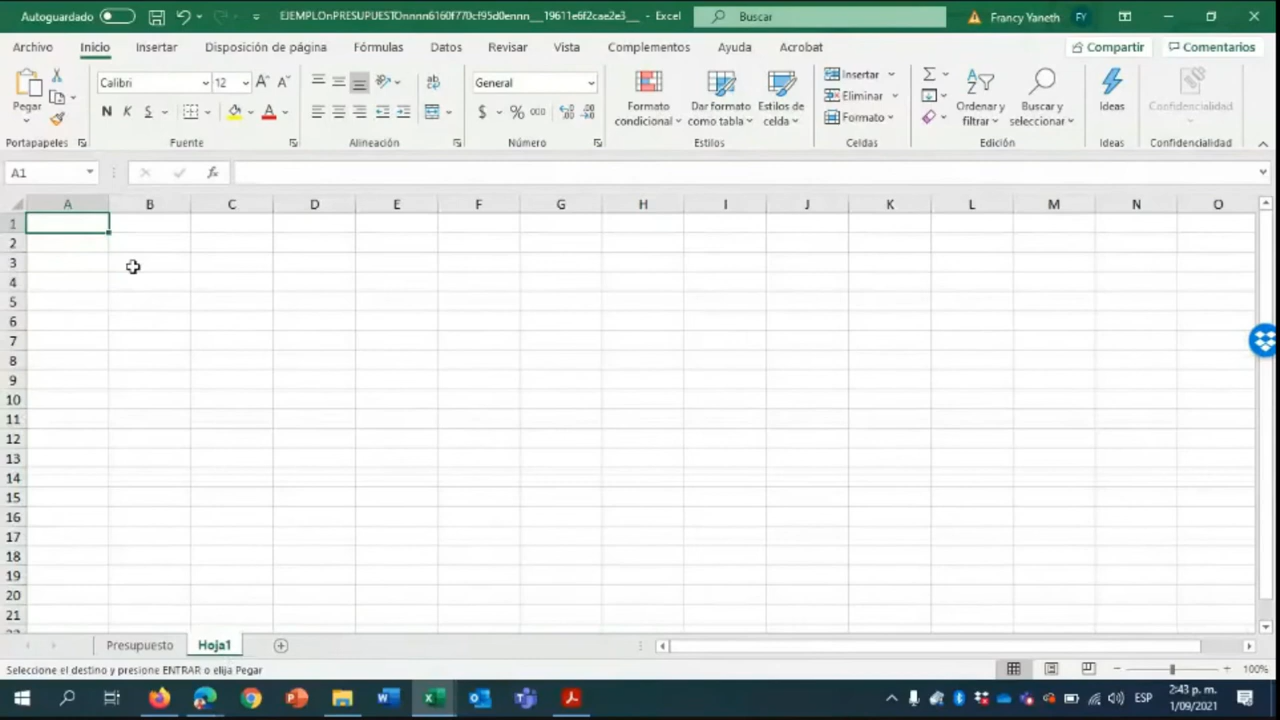 Autoguardado
EJEMPLOnPRESUPUESTOnnnn6160f770cf95d0ennn__19611e6f2cae2e3__ - Excel
Buscar
Francy Yaneth
FY
Archivo Inicio Insertar Disposición de página Fórmulas Datos Revisar Vista Complementos Ayuda Acrobat
Compartir
Comentarios
Pegar
Calibri 12
General
N K S
$ % 000
Formato condicional
Dar formato como tabla
Estilos de celda
Insertar
Eliminar
Formato
Ordenar y filtrar
Buscar y seleccionar
Ideas
Confidencialidad
Portapapeles Fuente Alineación Número Estilos Celdas Edición Ideas Confidencialidad
A1
fx
A B C D E F G H I J K L M N O
1
2
3
4
5
6
7
8
9
10
11
12
13
14
15
16
17
18
19
20
21
Presupuesto Hoja1
Seleccione el destino y presione ENTRAR o elija Pegar
100%
ESP
2:43 p. m.
1/09/2021